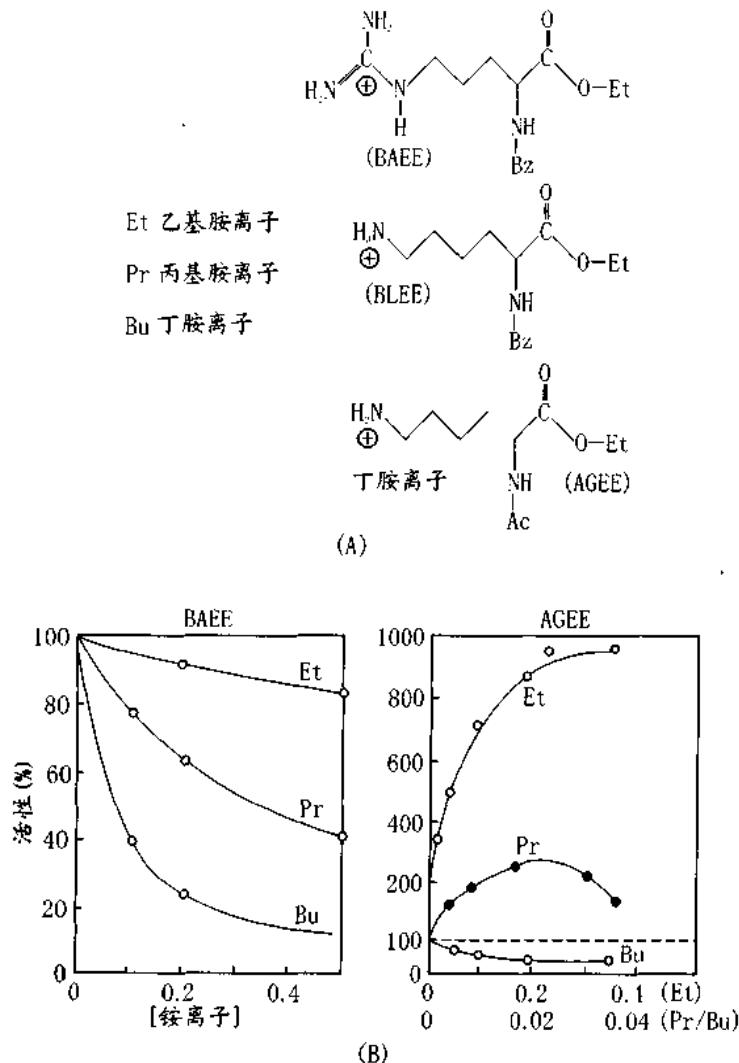 NH₂
C
⊕
H₂N
N
H
O
C
O—Et
NH
Bz
(BAEE)
Et 乙基胺离子
Pr 丙基胺离子
Bu 丁胺离子
H₃N
⊕
(BLEE)
O
C
O—Et
NH
Bz
H₃N
⊕
丁胺离子
O
C
O—Et
NH
Ac
(AGEE)
(A)
BAEE
活性(%)
100
80
60
40
20
0
Et
Pr
Bu
0 0.2 0.4
[铵离子]
AGEE
1000
800
600
400
200
100
0
Et
Pr
Bu
0 0.2 0.1 (Et)
0 0.02 0.04 (Pr/Bu)
(B)